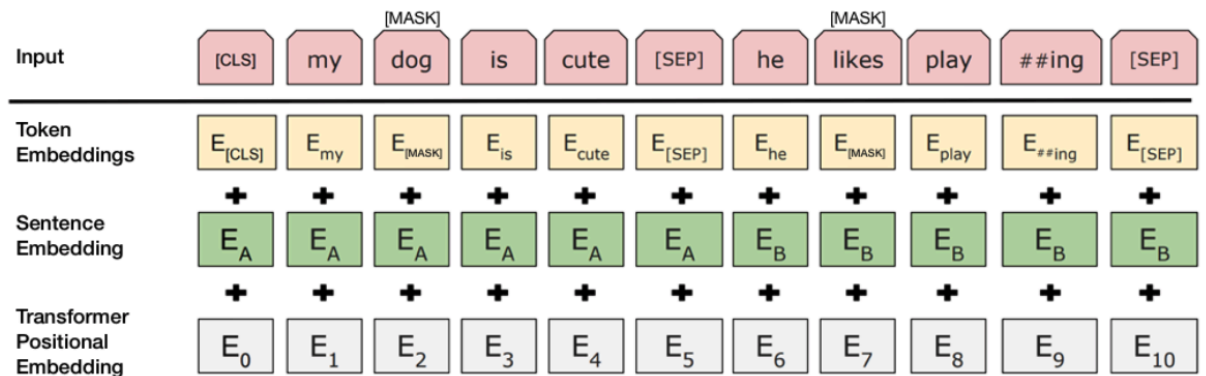 [MASK] [MASK]
Input [CLS] my dog is cute [SEP] he likes play ##ing [SEP]
Token
Embeddings
E[CLS] Emy E[MASK] Eis Ecute E[SEP] Ehe E[MASK] Eplay E##ing E[SEP]
Sentence
Embedding
EA EA EA EA EA EA EB EB EB EB EB
Transformer
Positional
Embedding
E0 E1 E2 E3 E4 E5 E6 E7 E8 E9 E10